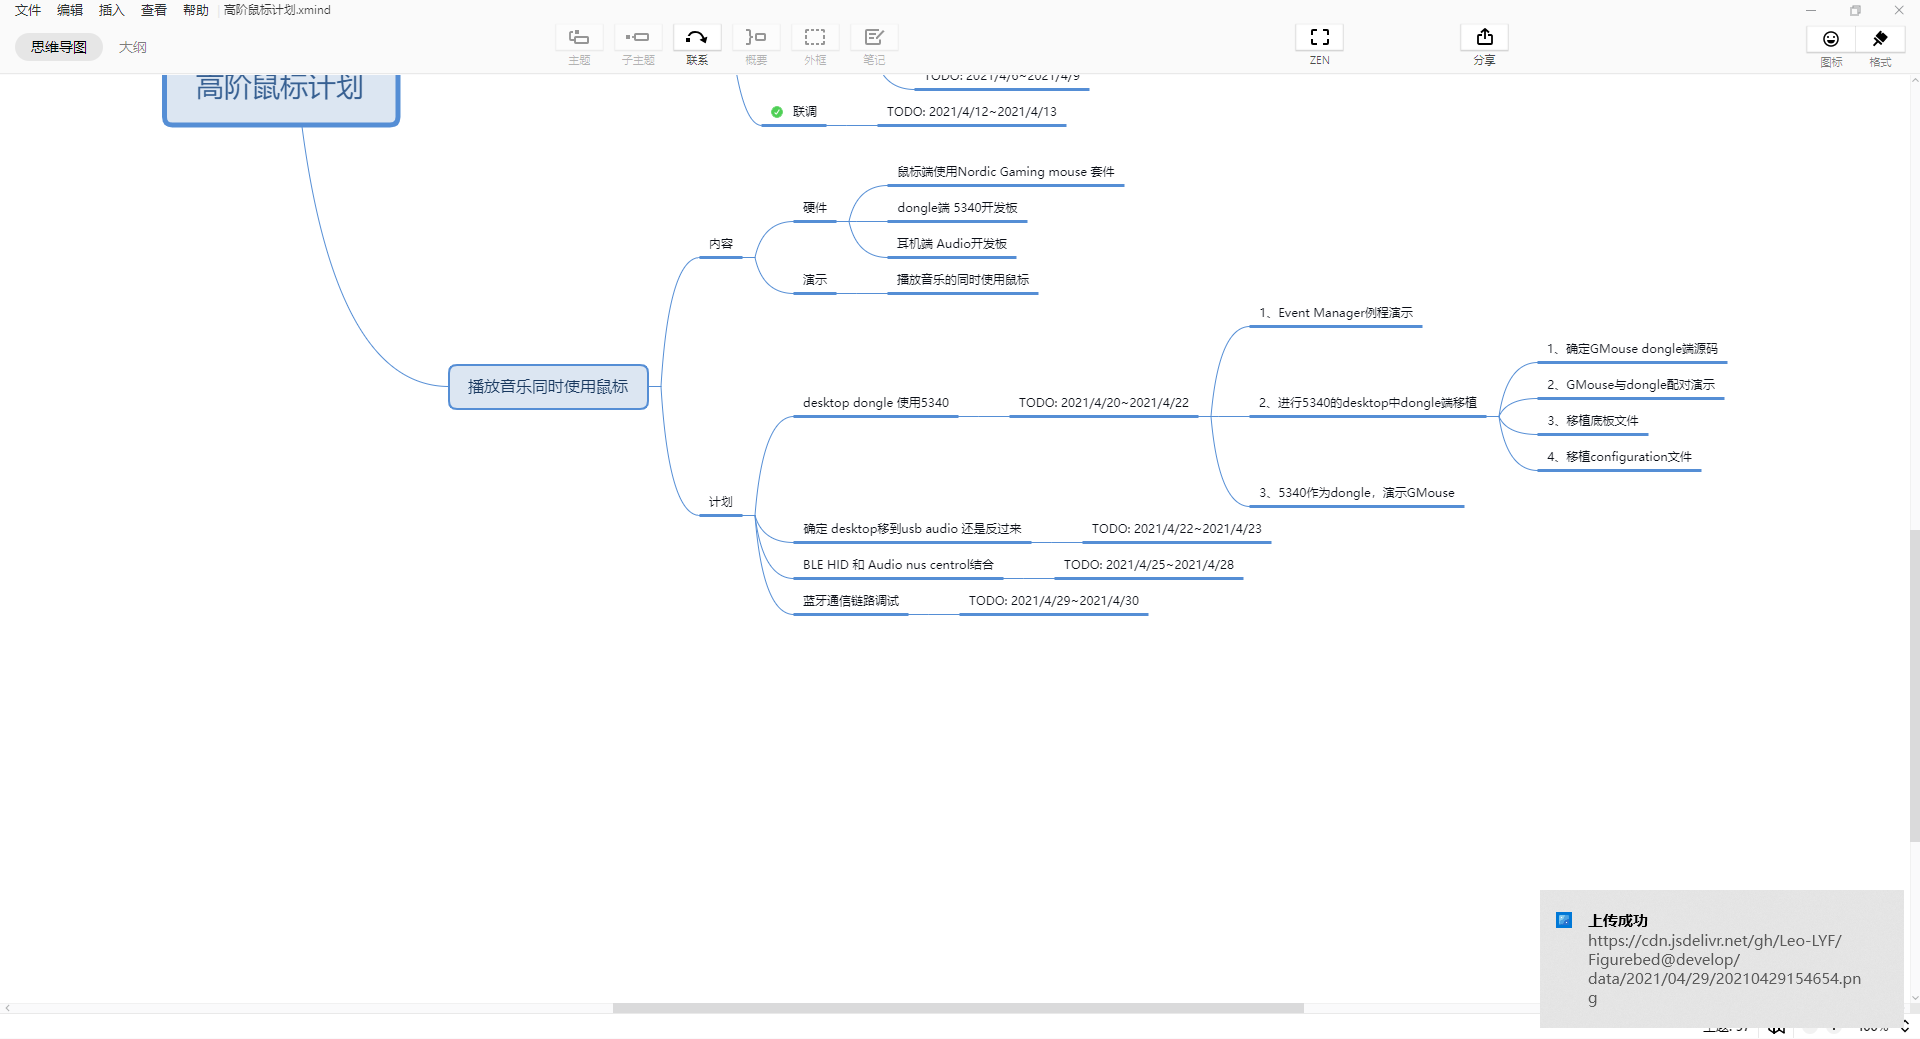 文件 编辑 插入 查看 帮助 高阶鼠标计划.xmind
思维导图 大纲
主题 子主题 联系 概要 外框 笔记 ZEN 分享 图标 格式
高阶鼠标计划
TODO: 2021/4/6~2021/4/9
联调 TODO: 2021/4/12~2021/4/13
鼠标端使用Nordic Gaming mouse 套件
硬件 dongle端 5340开发板
内容 耳机端 Audio开发板
演示 播放音乐的同时使用鼠标
1、Event Manager例程演示
1、确定GMouse dongle端源码
播放音乐同时使用鼠标 2、GMouse与dongle配对演示
desktop dongle 使用5340 TODO: 2021/4/20~2021/4/22 2、进行5340的desktop中dongle端移植
3、移植底板文件
4、移植configuration文件
计划 3、5340作为dongle，演示GMouse
确定 desktop移到usb audio 还是反过来 TODO: 2021/4/22~2021/4/23
BLE HID 和 Audio nus centrol结合 TODO: 2021/4/25~2021/4/28
蓝牙通信链路调试 TODO: 2021/4/29~2021/4/30
上传成功
https://cdn.jsdelivr.net/gh/Leo-LYF/
Figurebed@develop/
data/2021/04/29/20210429154654.pn
g